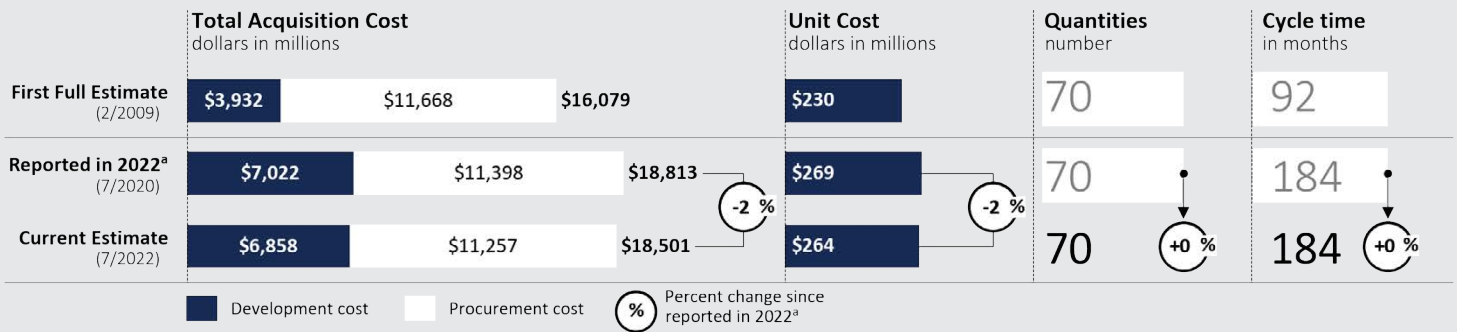 Total Acquisition Cost
dollars in millions
Unit Cost
dollars in millions
Quantities
number
Cycle time
in months
First Full Estimate
(2/2009)
$3,932 $11,668 $16,079 $230 70 92
Reported in 2022ᵃ
(7/2020)
$7,022 $11,398 $18,813 $269 70 184
-2 % -2 %
Current Estimate
(7/2022)
$6,858 $11,257 $18,501 $264 70 +0 % 184 +0 %
Development cost Procurement cost % Percent change since
reported in 2022ᵃ